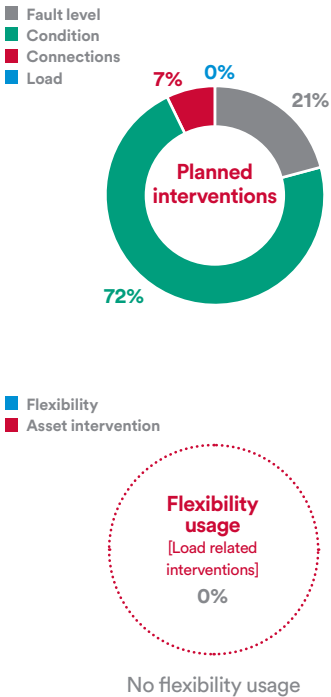 Fault level
Condition
Connections
Load
7%
0%
21%
Planned
interventions
72%
Flexibility
Asset intervention
Flexibility
usage
[Load related
interventions]
0%
No flexibility usage